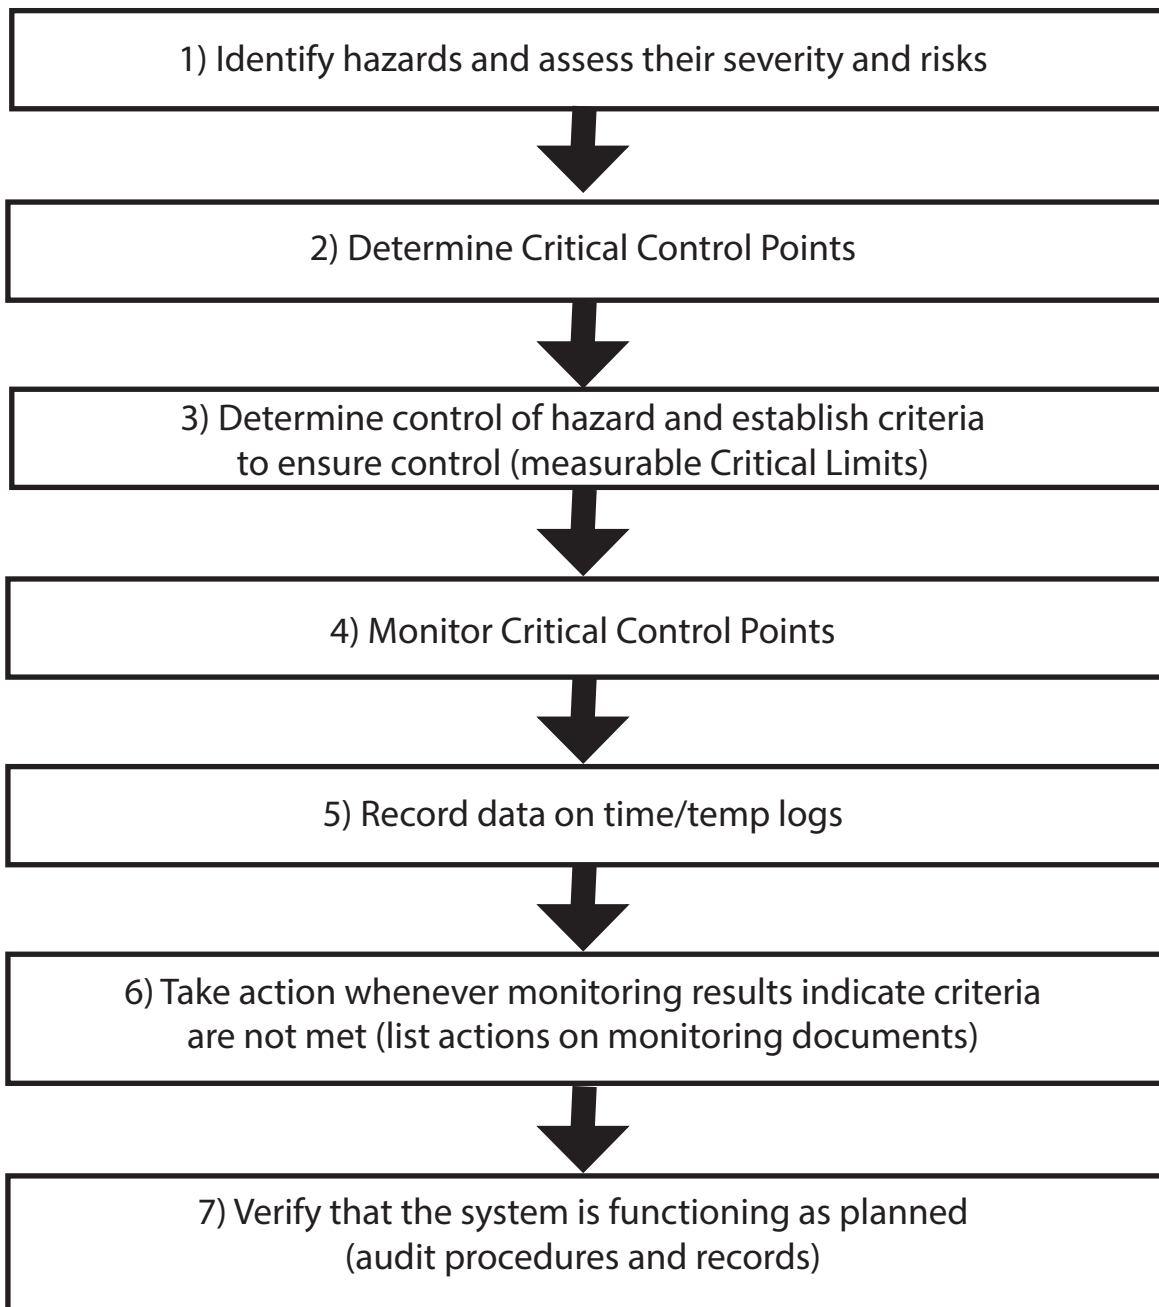 1) Identify hazards and assess their severity and risks
2) Determine Critical Control Points
3) Determine control of hazard and establish criteria
to ensure control (measurable Critical Limits)
4) Monitor Critical Control Points
5) Record data on time/temp logs
6) Take action whenever monitoring results indicate criteria
are not met (list actions on monitoring documents)
7) Verify that the system is functioning as planned
(audit procedures and records)